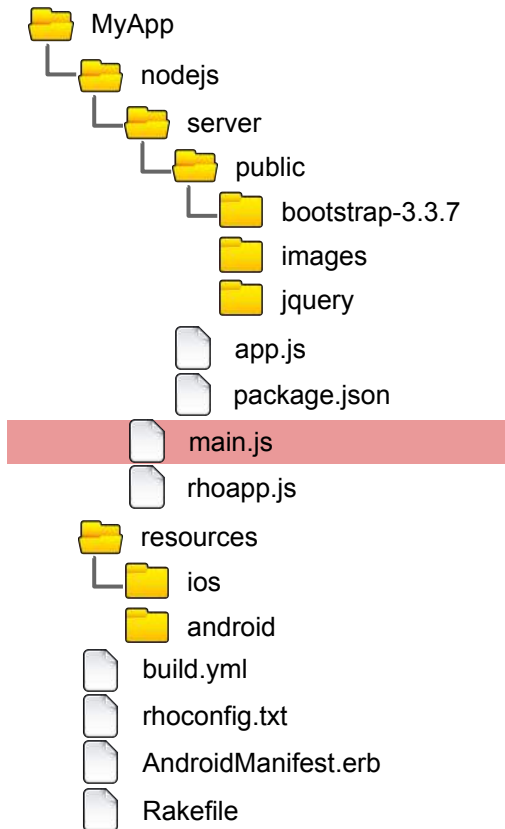 MyApp
nodejs
server
public
bootstrap-3.3.7
images
jquery
app.js
package.json
main.js
rhoapp.js
resources
ios
android
build.yml
rhoconfig.txt
AndroidManifest.erb
Rakefile